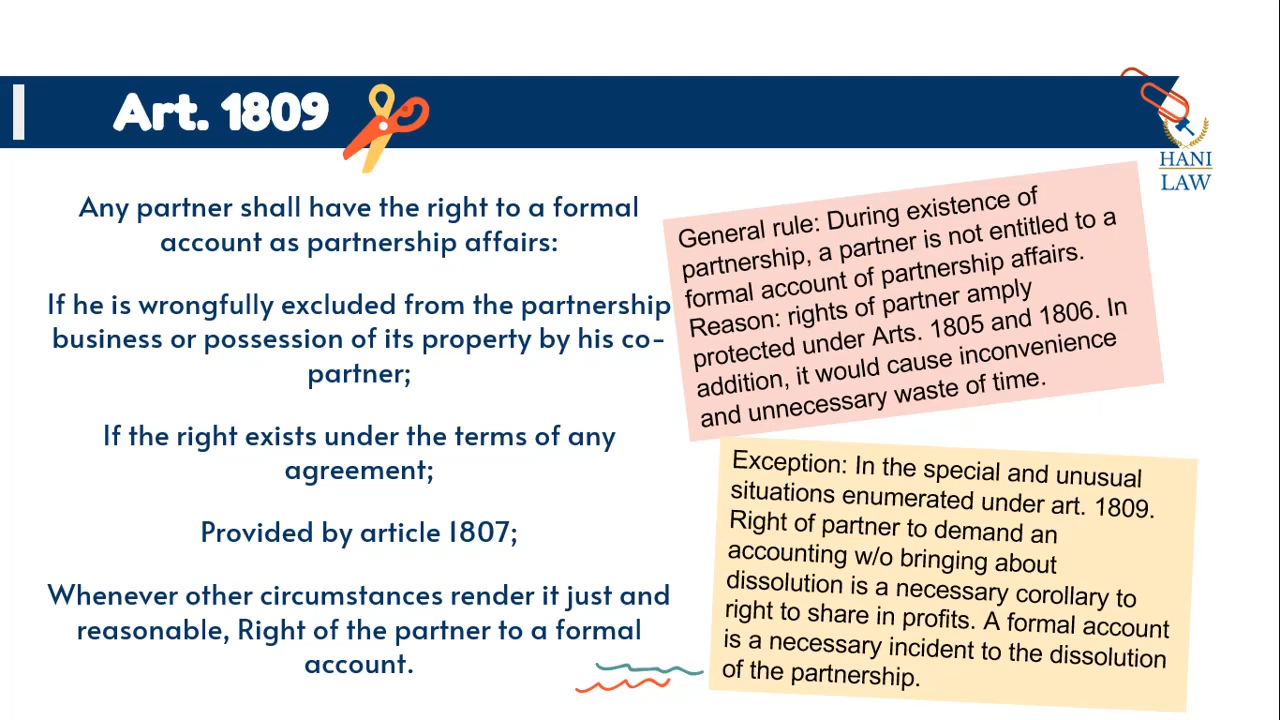 Art. 1809
HANI
LAW
Any partner shall have the right to a formal
account as partnership affairs:
If he is wrongfully excluded from the partnership
business or possession of its property by his co-
partner;
If the right exists under the terms of any
agreement;
Provided by article 1807;
Whenever other circumstances render it just and
reasonable, Right of the partner to a formal
account.
General rule: During existence of
partnership, a partner is not entitled to a
formal account of partnership affairs.
Reason: rights of partner amply
protected under Arts. 1805 and 1806. In
addition, it would cause inconvenience
and unnecessary waste of time.
Exception: In the special and unusual
situations enumerated under art. 1809.
Right of partner to demand an
accounting w/o bringing about
dissolution is a necessary corollary to
right to share in profits. A formal account
is a necessary incident to the dissolution
of the partnership.